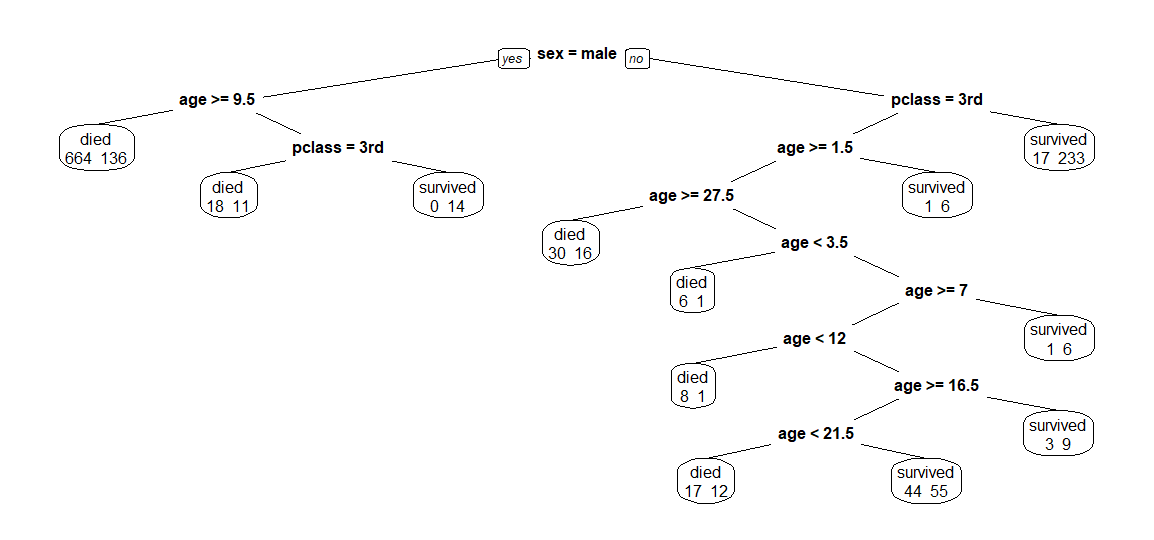 yes sex = male no
age >= 9.5
pclass = 3rd
died
664 136
pclass = 3rd
age >= 1.5
survived
17 233
died
18 11
survived
0 14
age >= 27.5
survived
1 6
died
30 16
age < 3.5
died
6 1
age >= 7
age < 12
survived
1 6
died
8 1
age >= 16.5
age < 21.5
survived
3 9
died
17 12
survived
44 55